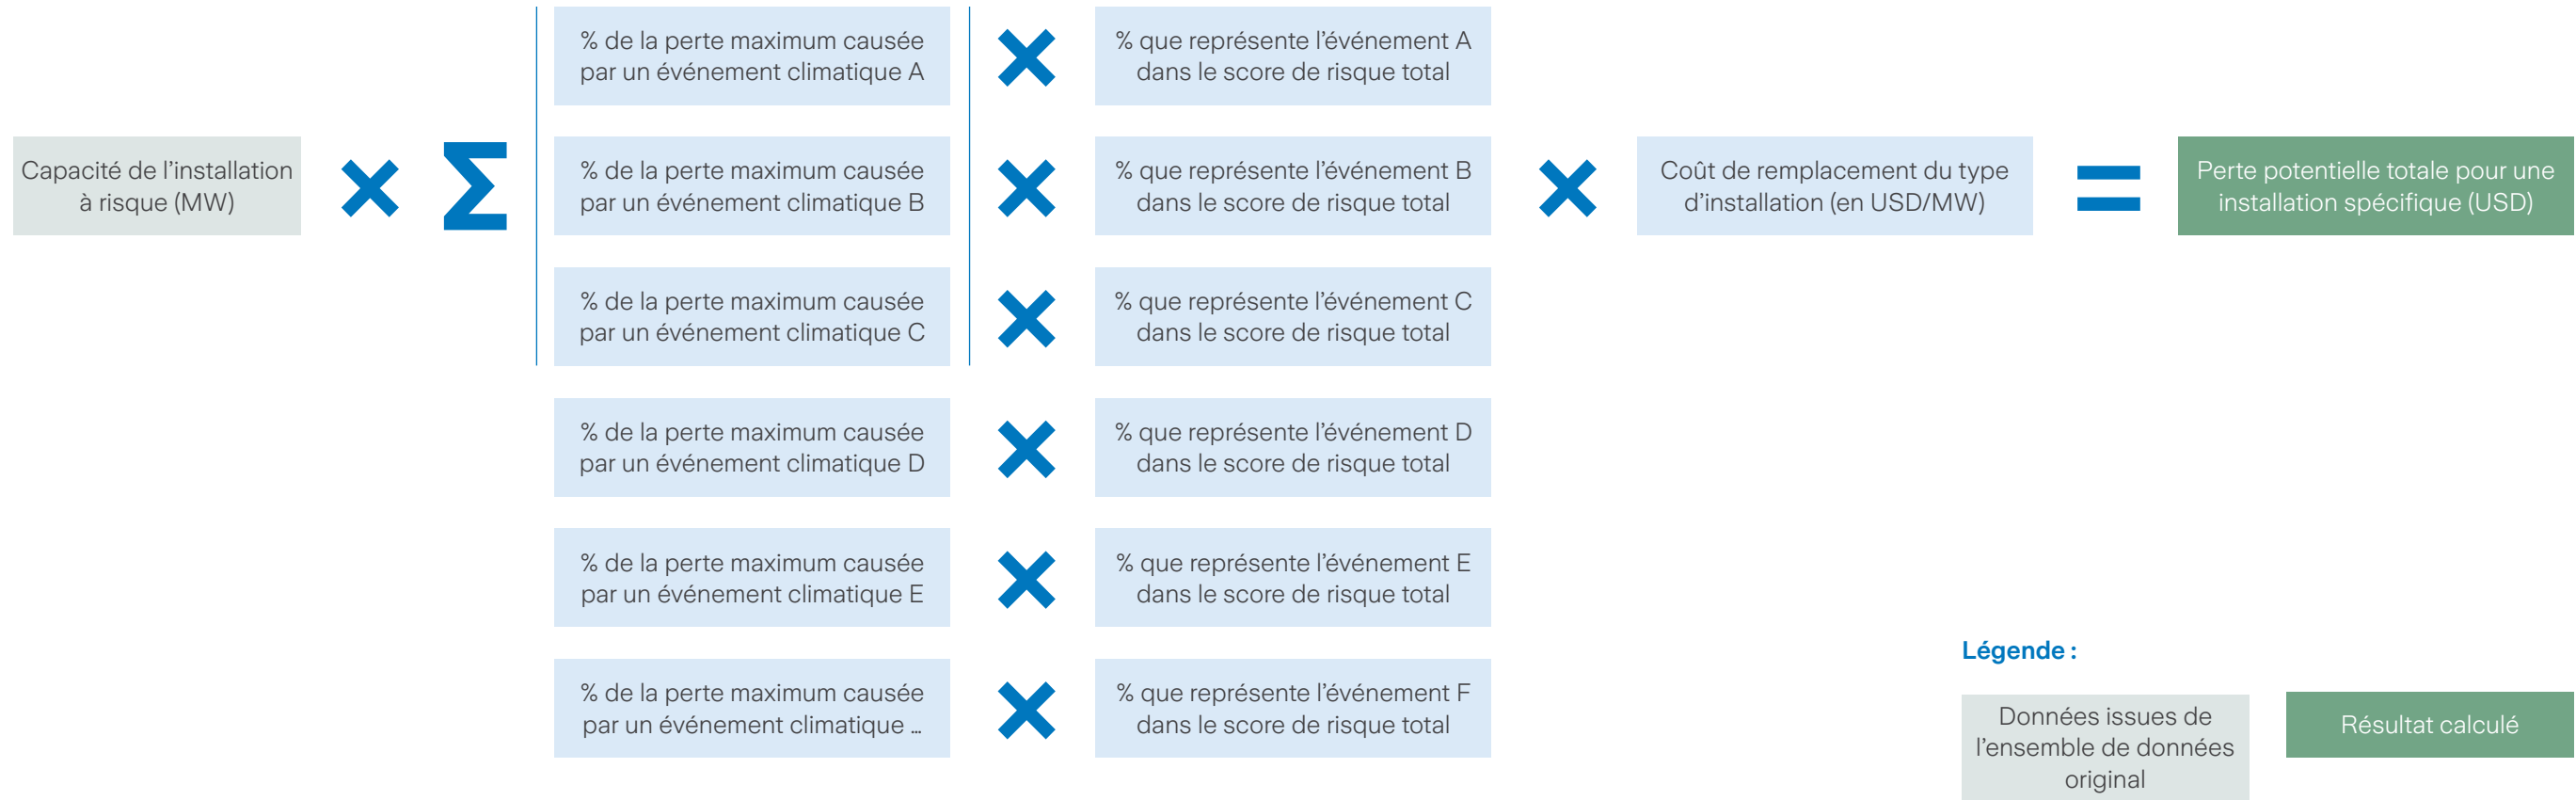 % de la perte maximum causée
par un événement climatique A
×
% que représente l’événement A
dans le score de risque total
Capacité de l’installation
à risque (MW)
×
Σ
% de la perte maximum causée
par un événement climatique B
×
% que représente l’événement B
dans le score de risque total
×
Coût de remplacement du type
d’installation (en USD/MW)
=
Perte potentielle totale pour une
installation spécifique (USD)
% de la perte maximum causée
par un événement climatique C
×
% que représente l’événement C
dans le score de risque total
% de la perte maximum causée
par un événement climatique D
×
% que représente l’événement D
dans le score de risque total
% de la perte maximum causée
par un événement climatique E
×
% que représente l’événement E
dans le score de risque total
% de la perte maximum causée
par un événement climatique ...
×
% que représente l’événement F
dans le score de risque total
Légende :
Données issues de
l’ensemble de données
original
Résultat calculé